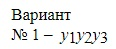 Вариант
№ 1 – y1y2y3